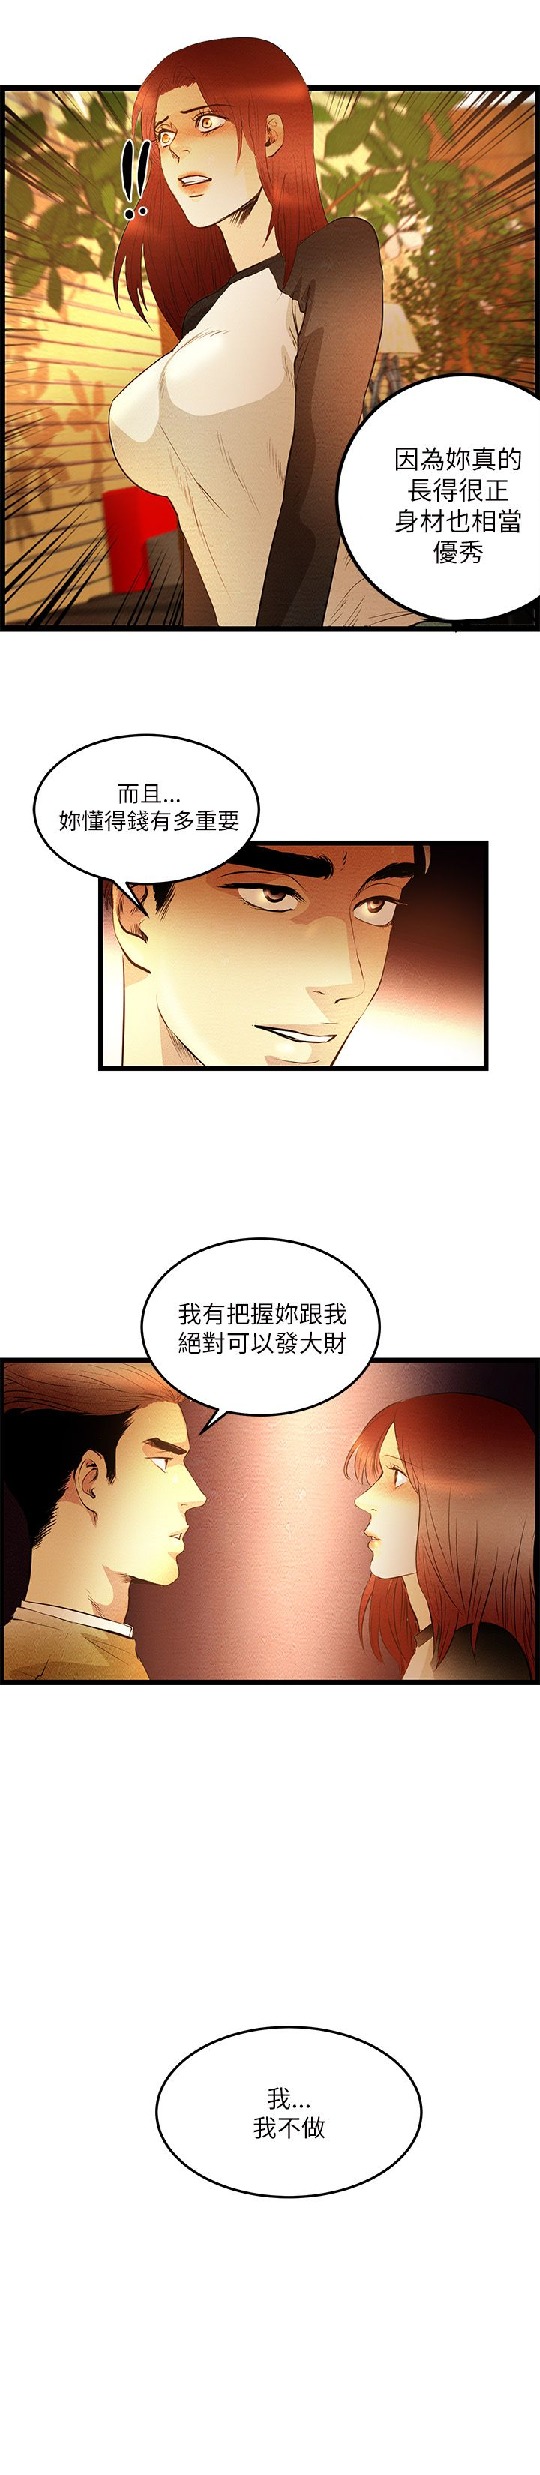 !!
因為妳真的
長得很正
身材也相當
優秀
而且...
妳懂得錢有多重要
我有把握妳跟我
絕對可以發大財
我...
我不做